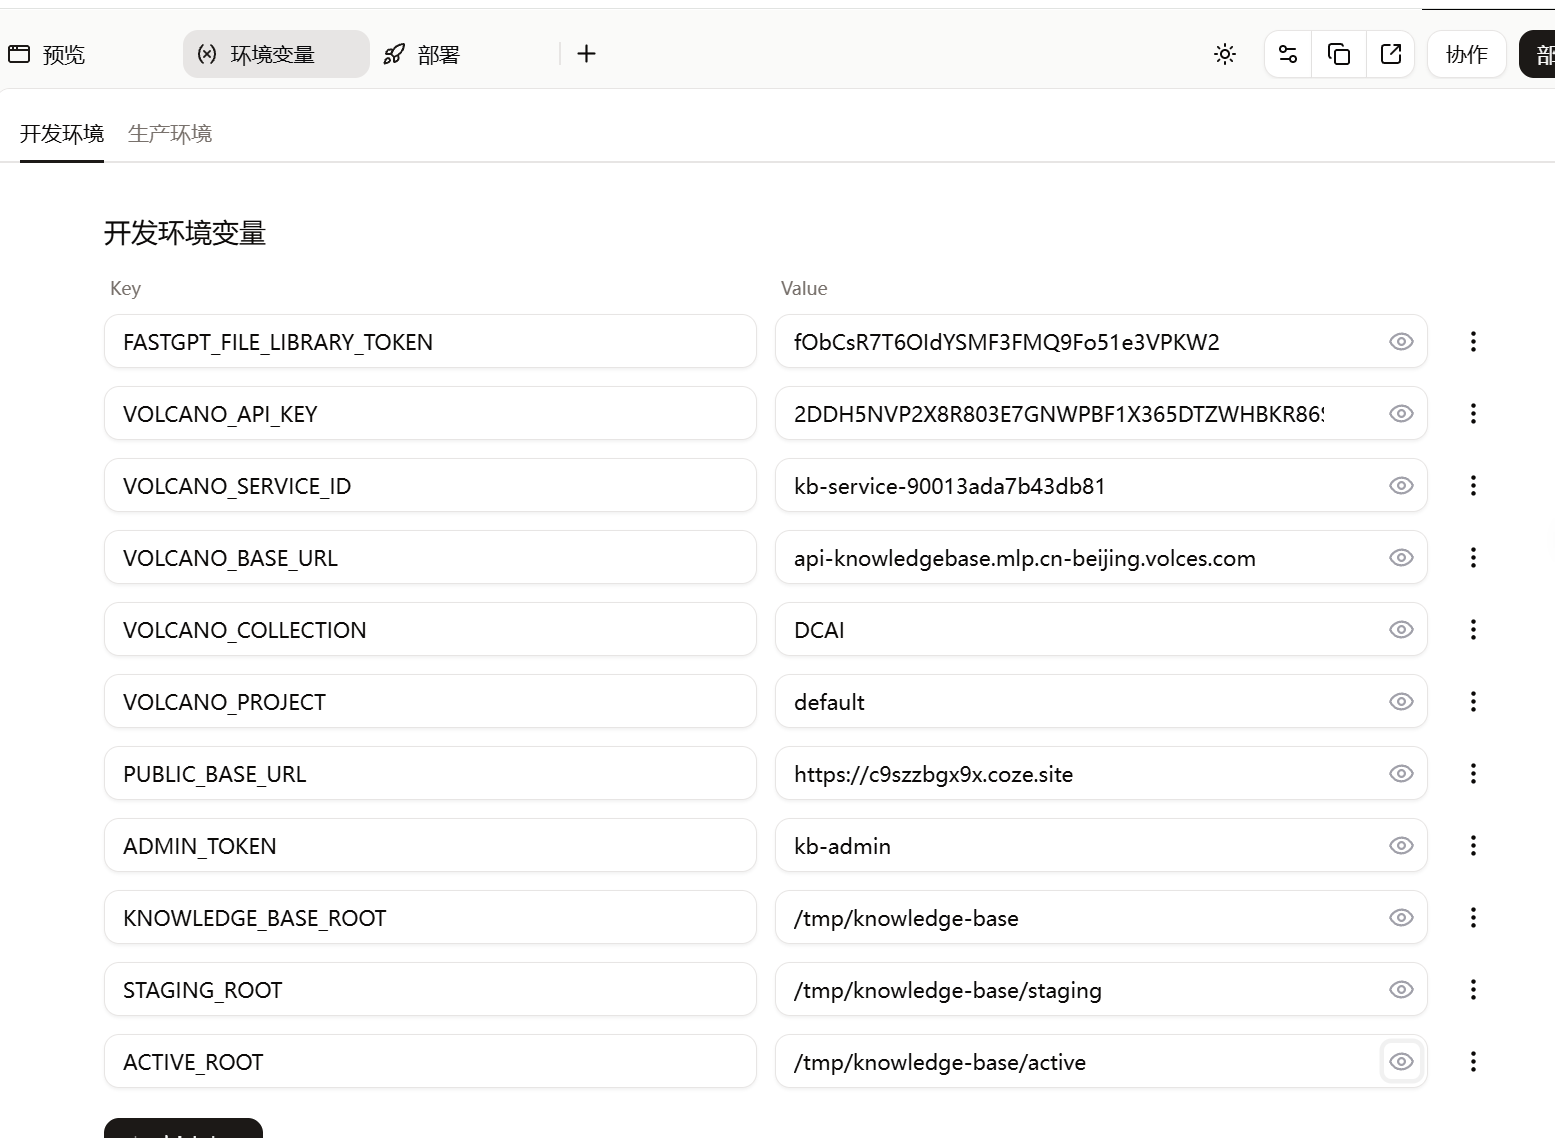 预览 环境变量 部署 协作 部
开发环境 生产环境
开发环境变量
Key Value
FASTGPT_FILE_LIBRARY_TOKEN fObCsR7T6OIdYSMF3FMQ9Fo51e3VPKW2
VOLCANO_API_KEY 2DDH5NVP2X8R803E7GNWPBF1X365DTZWHBKR86
VOLCANO_SERVICE_ID kb-service-90013ada7b43db81
VOLCANO_BASE_URL api-knowledgebase.mlp.cn-beijing.volces.com
VOLCANO_COLLECTION DCAI
VOLCANO_PROJECT default
PUBLIC_BASE_URL https://c9szzbgx9x.coze.site
ADMIN_TOKEN kb-admin
KNOWLEDGE_BASE_ROOT /tmp/knowledge-base
STAGING_ROOT /tmp/knowledge-base/staging
ACTIVE_ROOT /tmp/knowledge-base/active